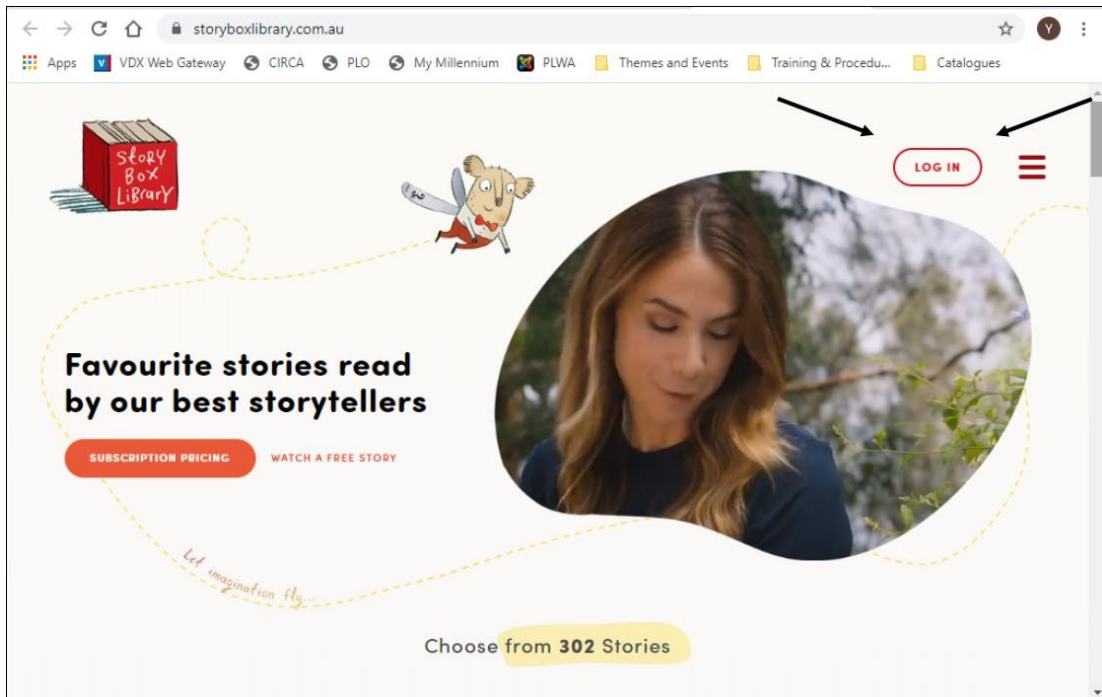 storyboxlibrary.com.au
Y
Apps
VDX Web Gateway
CIRCA
PLO
My Millennium
PLWA
Themes and Events
Training & Procedu...
Catalogues
StoRY
BoX
LiBrarY
LOG IN
Favourite stories read
by our best storytellers
SUBSCRIPTION PRICING
WATCH A FREE STORY
Let imagination fly...
Choose from 302 Stories